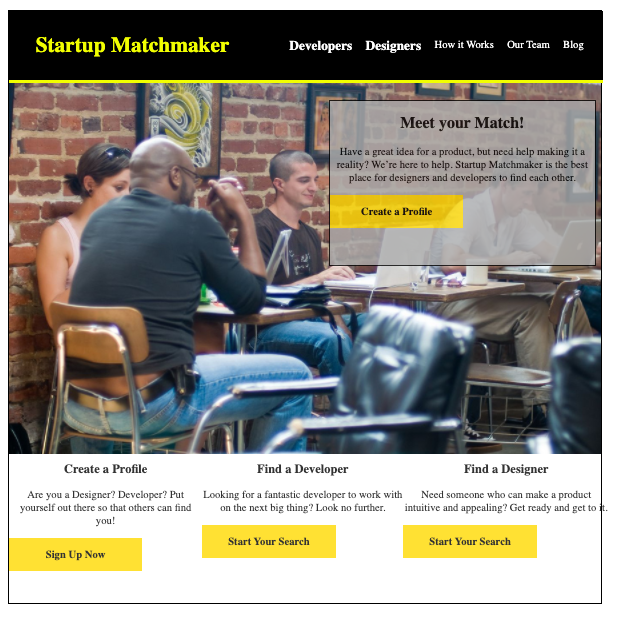 Startup Matchmaker
Developers Designers How it Works Our Team Blog
Meet your Match!
Have a great idea for a product, but need help making it a
reality? We're here to help. Startup Matchmaker is the best
place for designers and developers to find each other.
Create a Profile
Create a Profile
Are you a Designer? Developer? Put
yourself out there so that others can find
you!
Sign Up Now
Find a Developer
Looking for a fantastic developer to work with
on the next big thing? Look no further.
Start Your Search
Find a Designer
Need someone who can make a product
intuitive and appealing? Get ready and get to it.
Start Your Search